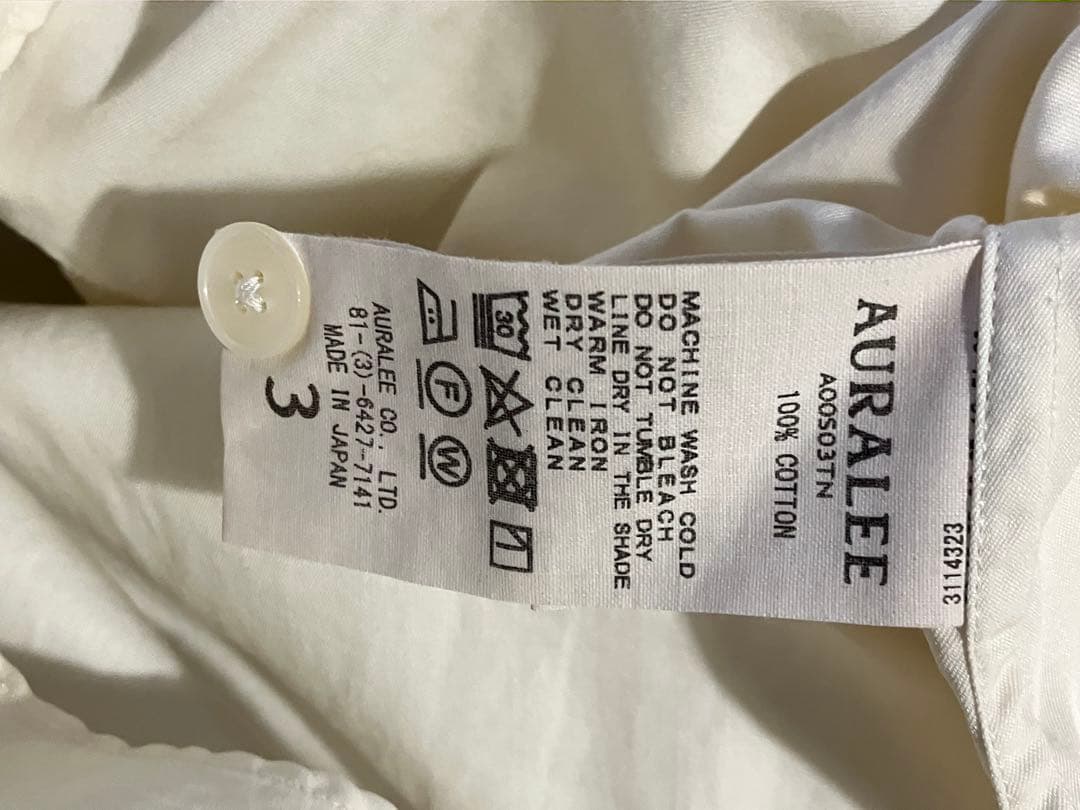 3114323
AURALEE
A00S03TN
100% COTTON
MACHINE WASH COLD
DO NOT BLEACH
DO NOT TUMBLE DRY
LINE DRY IN THE SHADE
WARM IRON
DRY CLEAN
WET CLEAN
30
F W
AURALEE CO., LTD.
81-(3)-6427-7141
MADE IN JAPAN
3